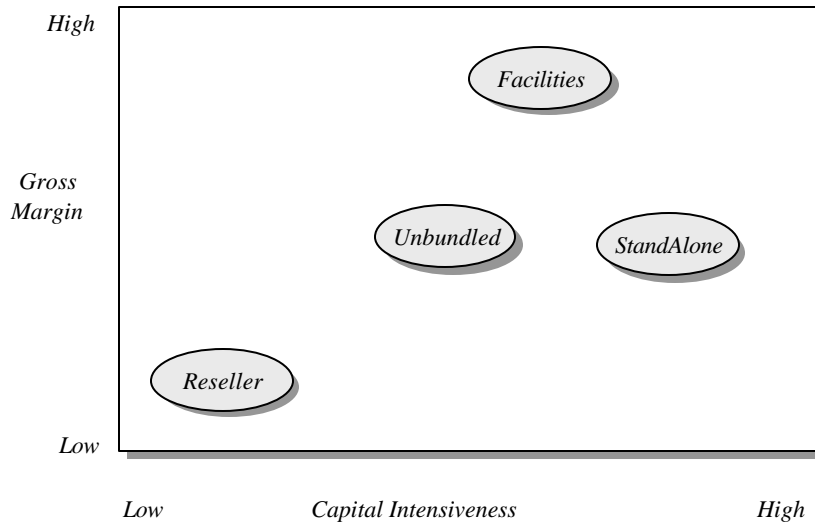 High
Facilities
Gross
Margin
Unbundled
StandAlone
Reseller
Low
Low Capital Intensiveness High